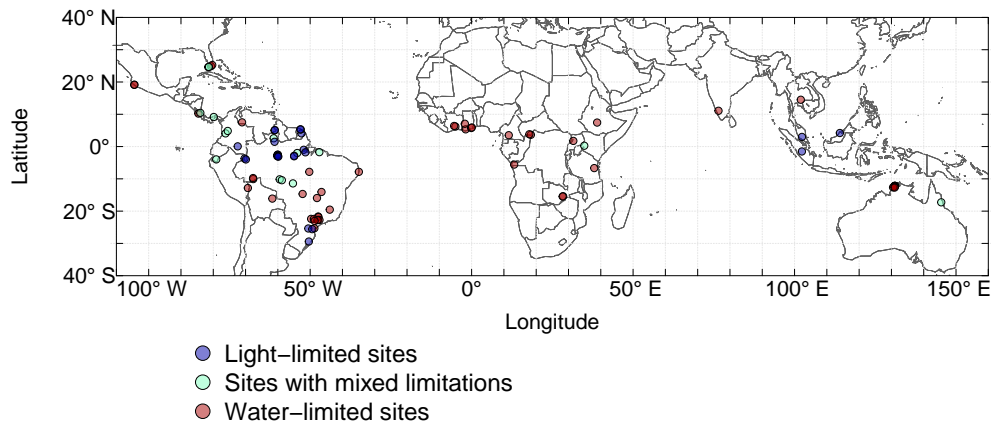 40° N
20° N
0°
20° S
40° S
Latitude
100° W 50° W 0° 50° E 100° E 150° E
Longitude
Light−limited sites
Sites with mixed limitations
Water−limited sites